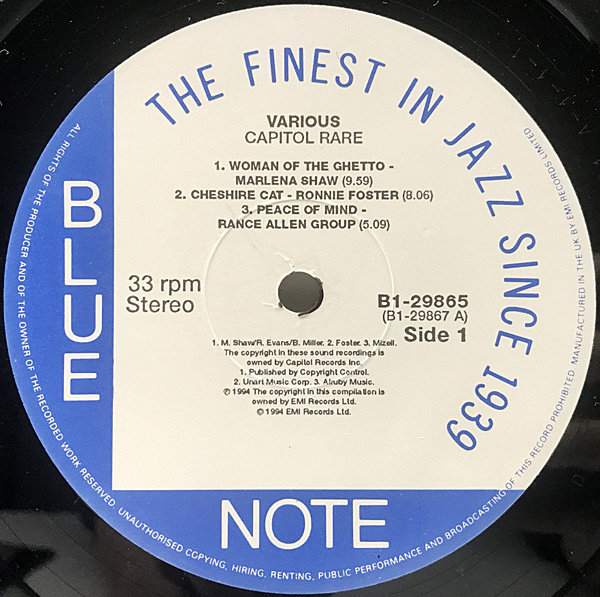 THE FINEST IN JAZZ SINCE 1939
VARIOUS
CAPITOL RARE
1. WOMAN OF THE GHETTO -
MARLENA SHAW (9.59)
2. CHESHIRE CAT - RONNIE FOSTER (8.06)
3. PEACE OF MIND -
RANCE ALLEN GROUP (5.09)
33 rpm
Stereo
B1-29865
(B1-29867 A)
Side 1
1. M. Shaw/R. Evans/B. Miller. 2. Foster. 3. Mizell.
The copyright in these sound recordings is
owned by Capitol Records Inc.
1. Published by Copyright Control.
2. Unart Music Corp. 3. Alruby Music.
℗ 1994 The copyright in this compilation is
owned by EMI Records Ltd.
© 1994 EMI Records Ltd.
BLUE
NOTE
ALL RIGHTS OF THE PRODUCER AND OF THE OWNER OF THE RECORDED WORK RESERVED. UNAUTHORISED COPYING, HIRING, RENTING, PUBLIC PERFORMANCE AND BROADCASTING OF THIS RECORD PROHIBITED. MANUFACTURED IN THE UK BY EMI RECORDS LIMITED